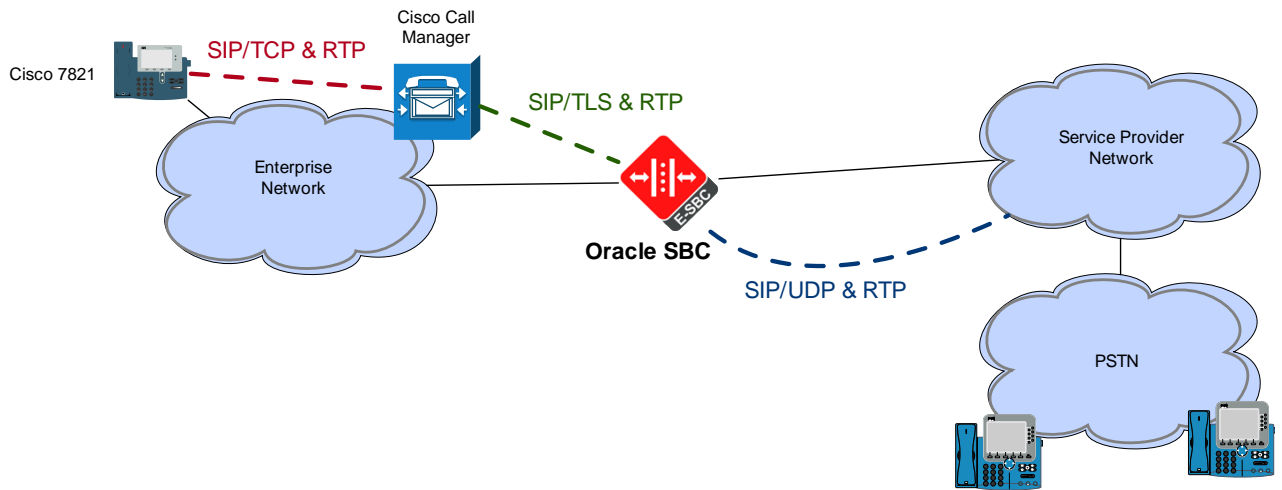 Cisco Call
Manager
SIP/TCP & RTP
Cisco 7821
SIP/TLS & RTP
Enterprise
Network
Service Provider
Network
E-SBC
Oracle SBC
SIP/UDP & RTP
PSTN